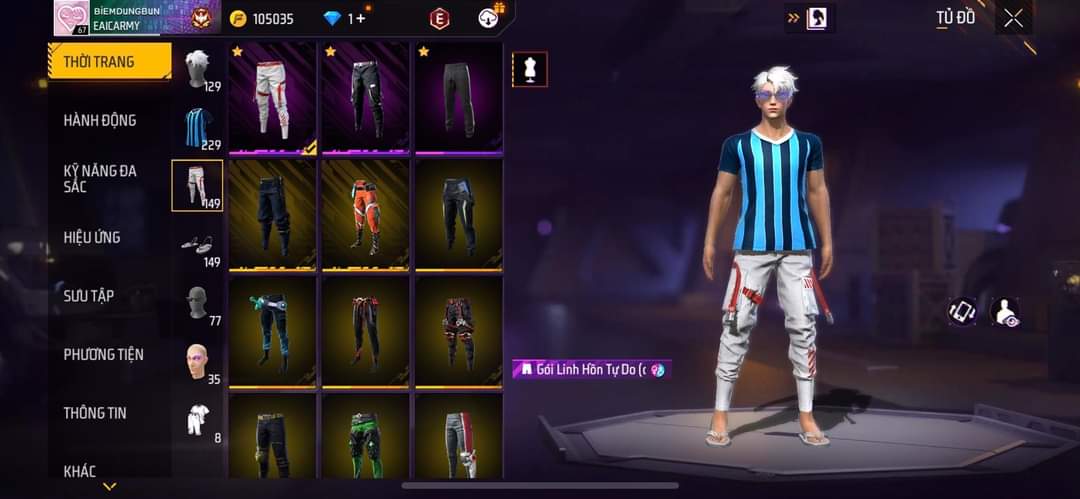 BIEMDUNGBUN
EAICARMY
67
F
105035
1+
E
TỦ ĐỒ
THỜI TRANG
HÀNH ĐỘNG
KỸ NĂNG ĐA
SẮC
HIỆU ỨNG
SƯU TẬP
PHƯƠNG TIỆN
THÔNG TIN
KHÁC
129
229
149
149
77
35
8
Gói Linh Hồn Tự Do (c